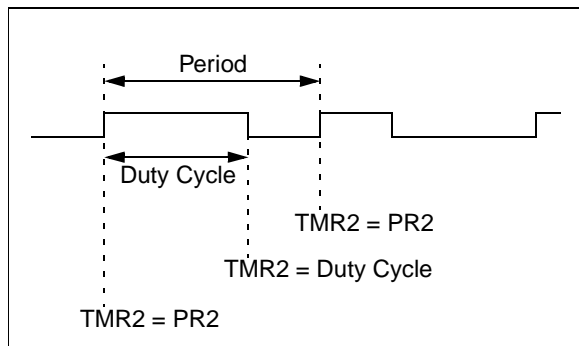 Period
Duty Cycle
TMR2 = PR2
TMR2 = Duty Cycle
TMR2 = PR2